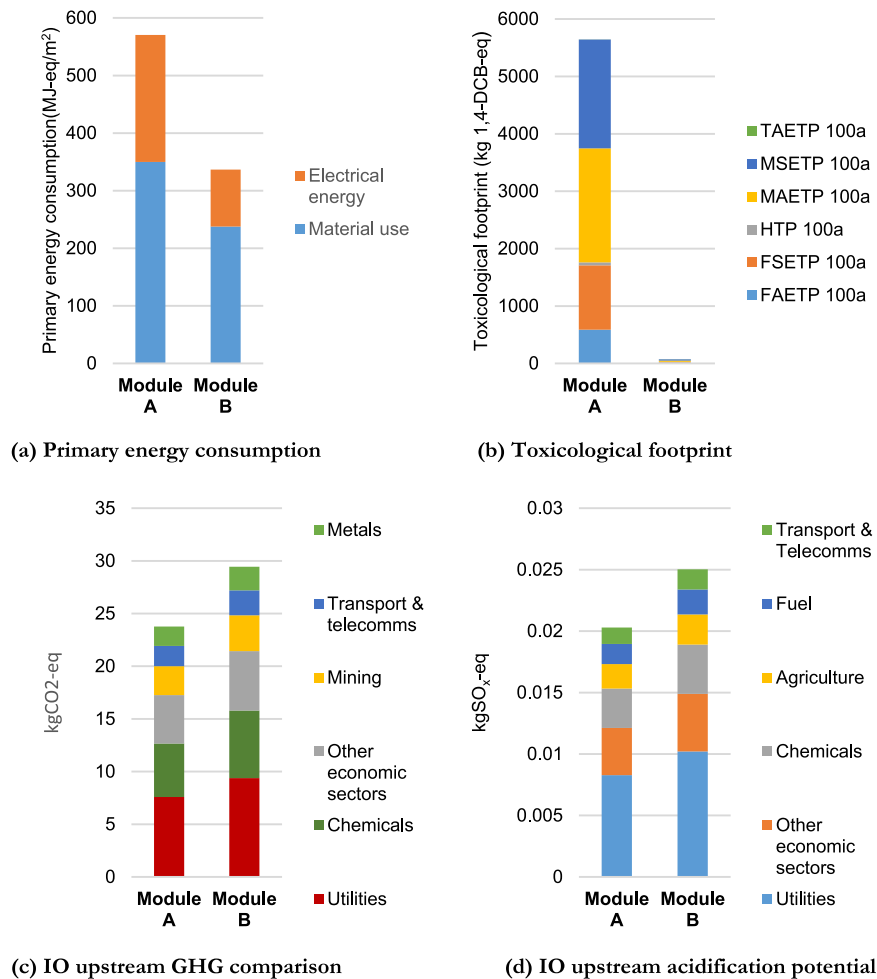 Primary energy consumption(MJ-eq/m²)
600
500
400
300
200
100
0
Module
A
Module
B
Electrical
energy
Material use
(a) Primary energy consumption
Toxicological footprint (kg 1,4-DCB-eq)
6000
5000
4000
3000
2000
1000
0
Module
A
Module
B
TAETP 100a
MSETP 100a
MAETP 100a
HTP 100a
FSETP 100a
FAETP 100a
(b) Toxicological footprint
kgCO2-eq
35
30
25
20
15
10
5
0
Module
A
Module
B
Metals
Transport &
telecomms
Mining
Other
economic
sectors
Chemicals
Utilities
(c) IO upstream GHG comparison
kgSOₓ-eq
0.03
0.025
0.02
0.015
0.01
0.005
0
Module
A
Module
B
Transport &
Telecomms
Fuel
Agriculture
Chemicals
Other
economic
sectors
Utilities
(d) IO upstream acidification potential